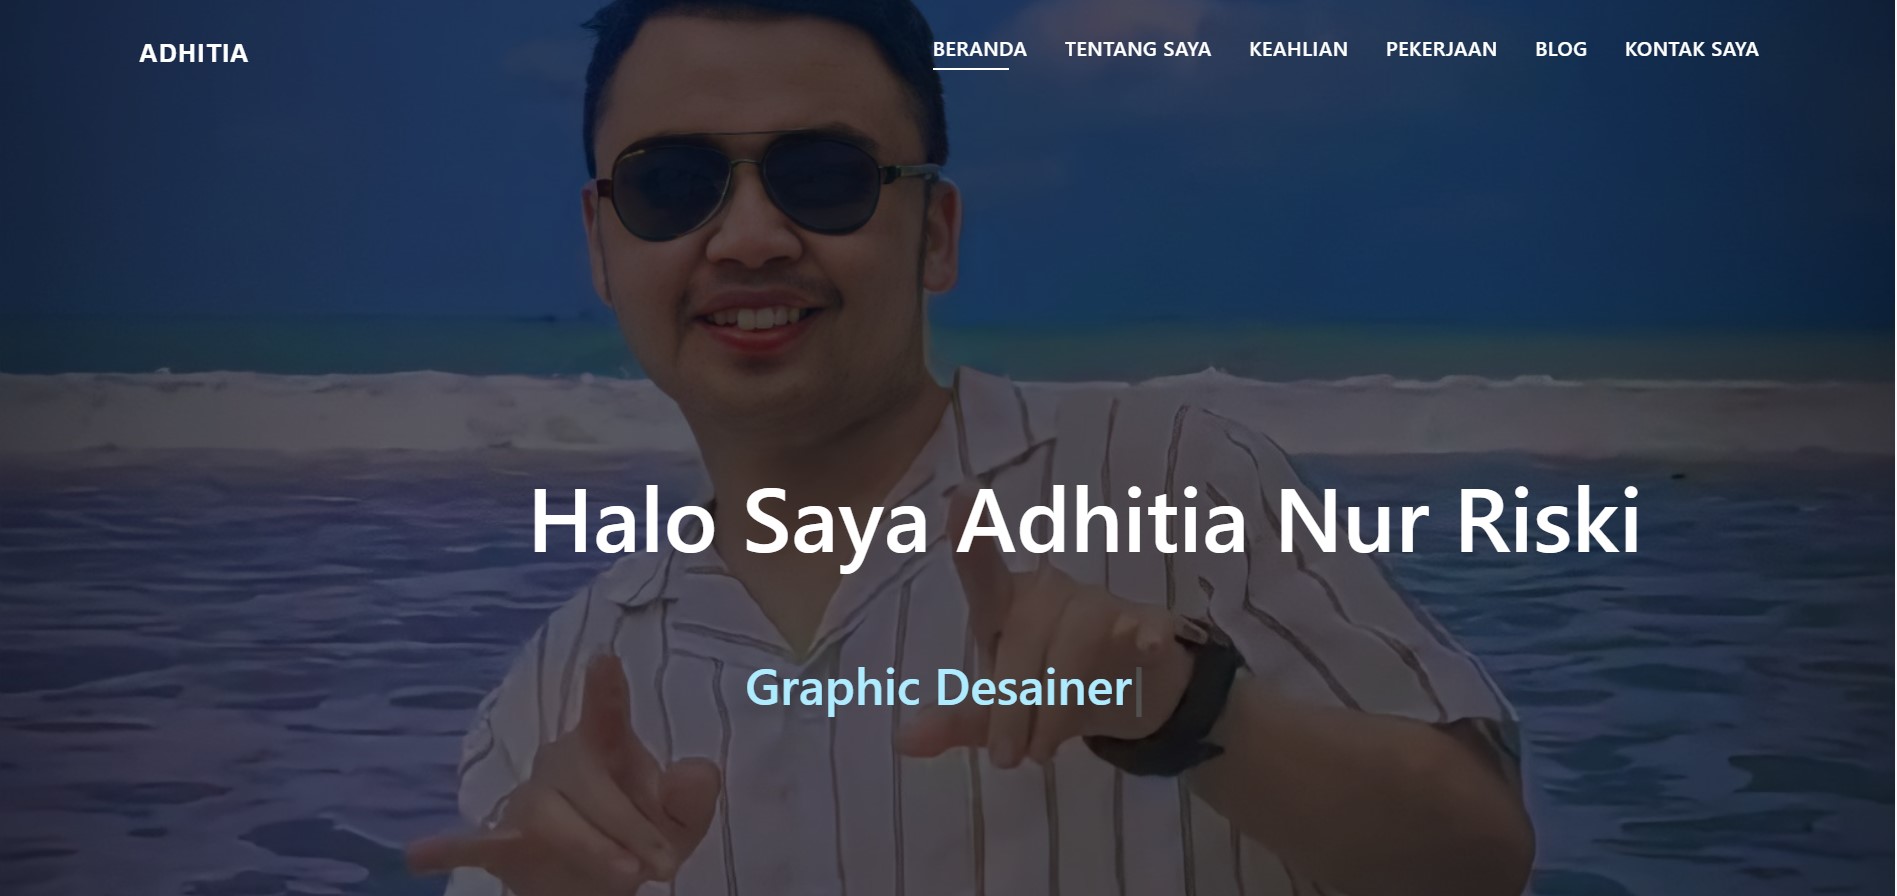 ADHITIA
BERANDA TENTANG SAYA KEAHLIAN PEKERJAAN BLOG KONTAK SAYA
Halo Saya Adhitia Nur Riski
Graphic Desainer